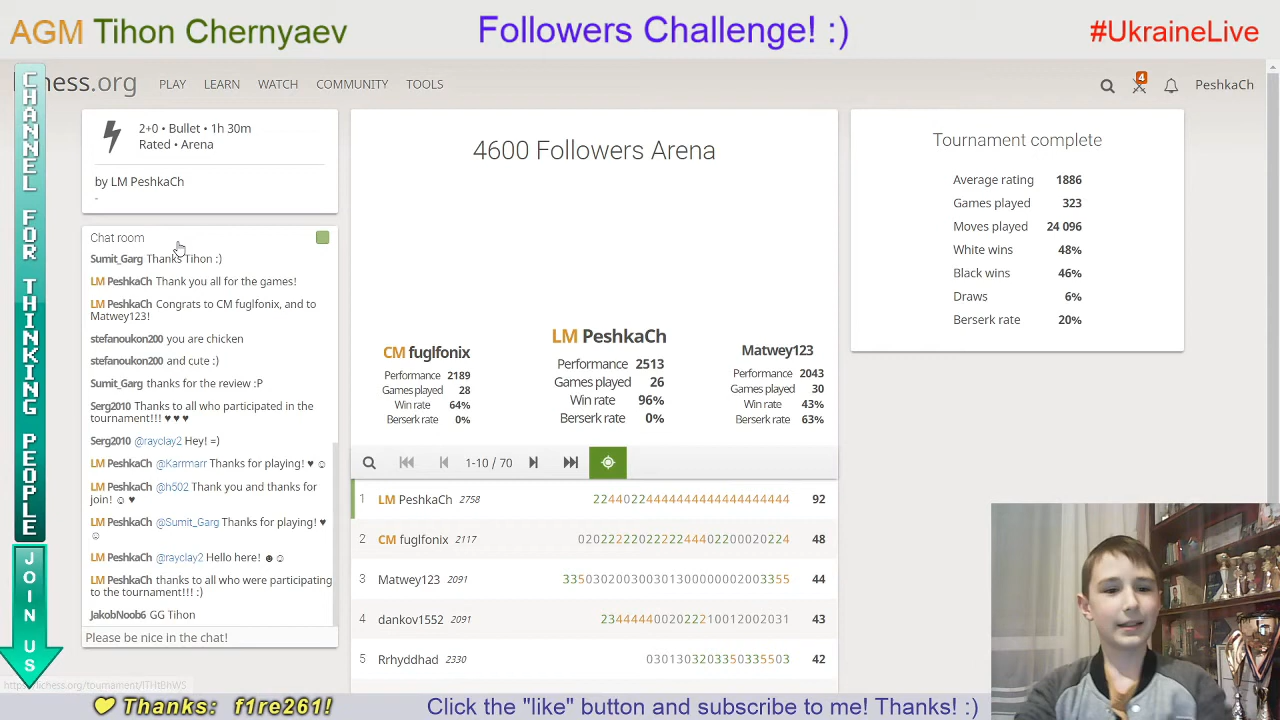 AGM Tihon Chernyaev
Followers Challenge! :)
#UkraineLive
CHANNEL FOR THINKING PEOPLE
JOIN US
hess.org
PLAY LEARN WATCH COMMUNITY TOOLS
4
PeshkaCh
2+0 • Bullet • 1h 30m
Rated • Arena
by LM PeshkaCh
-
Chat room
Sumit_Garg Thanks Tihon :)
LM PeshkaCh Thank you all for the games!
LM PeshkaCh Congrats to CM fuglfonix, and to
Matwey123!
stefanoukon200 you are chicken
stefanoukon200 and cute :)
Sumit_Garg thanks for the review :P
Serg2010 Thanks to all who participated in the
tournament!!! ♥ ♥ ♥
Serg2010 @rayclay2 Hey! =)
LM PeshkaCh @Karrmarr Thanks for playing! ♥ ☺
LM PeshkaCh @h502 Thank you and thanks for
join! ☺ ♥
LM PeshkaCh @Sumit_Garg Thanks for playing! ♥
☺
LM PeshkaCh @rayclay2 Hello here! ☻☺
LM PeshkaCh thanks to all who were participating
to the tournament!!! :)
JakobNoob6 GG Tihon
Please be nice in the chat!
4600 Followers Arena
LM PeshkaCh
Performance 2513
Games played 26
Win rate 96%
Berserk rate 0%
CM fuglfonix
Performance 2189
Games played 28
Win rate 64%
Berserk rate 0%
Matwey123
Performance 2043
Games played 30
Win rate 43%
Berserk rate 63%
1-10 / 70
1 LM PeshkaCh 2758 2244022444444444444444444 92
2 CM fuglfonix 2117 020222220222244402200020224 48
3 Matwey123 2091 335030200300301300000002003355 44
4 dankov1552 2091 2344444002022210012002031 43
5 Rrhyddhad 2330 0301303203350335503 42
Tournament complete
Average rating 1886
Games played 323
Moves played 24 096
White wins 48%
Black wins 46%
Draws 6%
Berserk rate 20%
https://lichess.org/tournament/ITHtBhWS
Thanks: f1re261!
Click the "like" button and subscribe to me! Thanks! :)